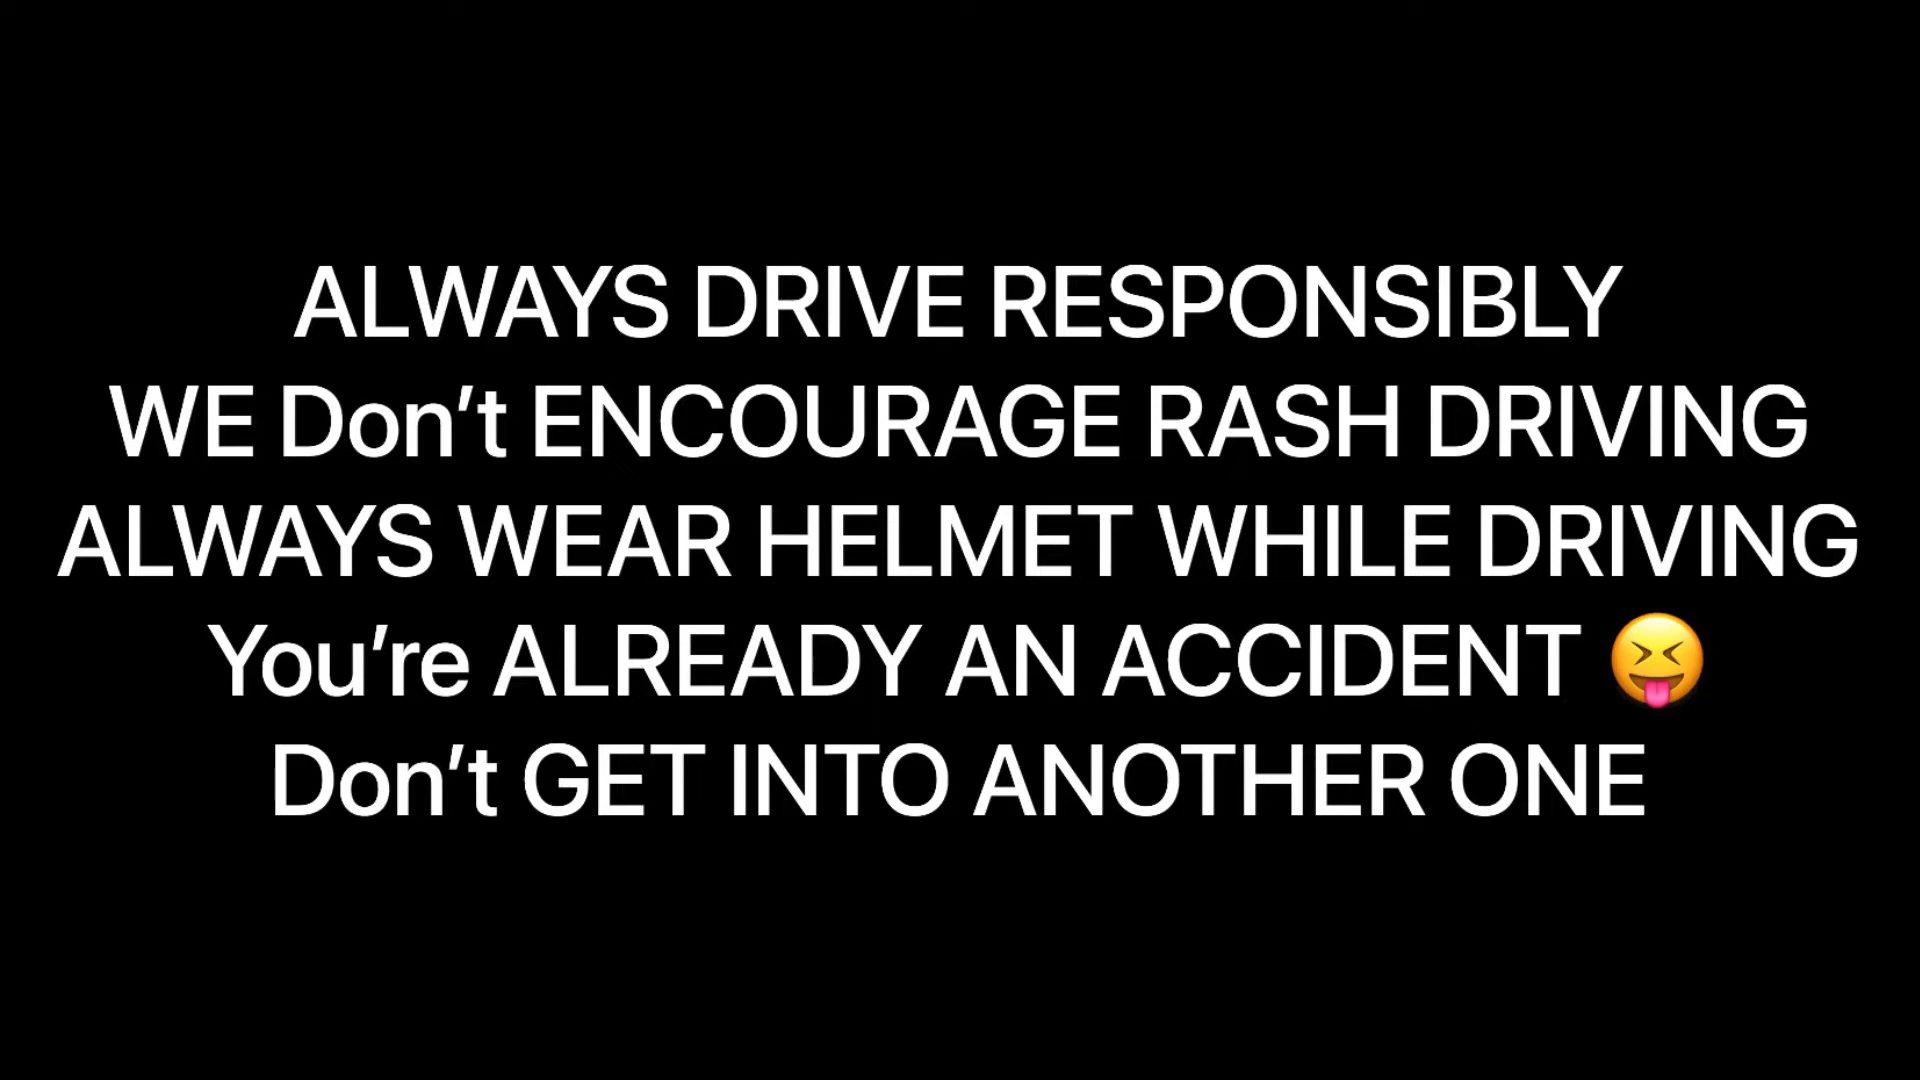 ALWAYS DRIVE RESPONSIBLY
WE Don’t ENCOURAGE RASH DRIVING
ALWAYS WEAR HELMET WHILE DRIVING
You’re ALREADY AN ACCIDENT 😝
Don’t GET INTO ANOTHER ONE